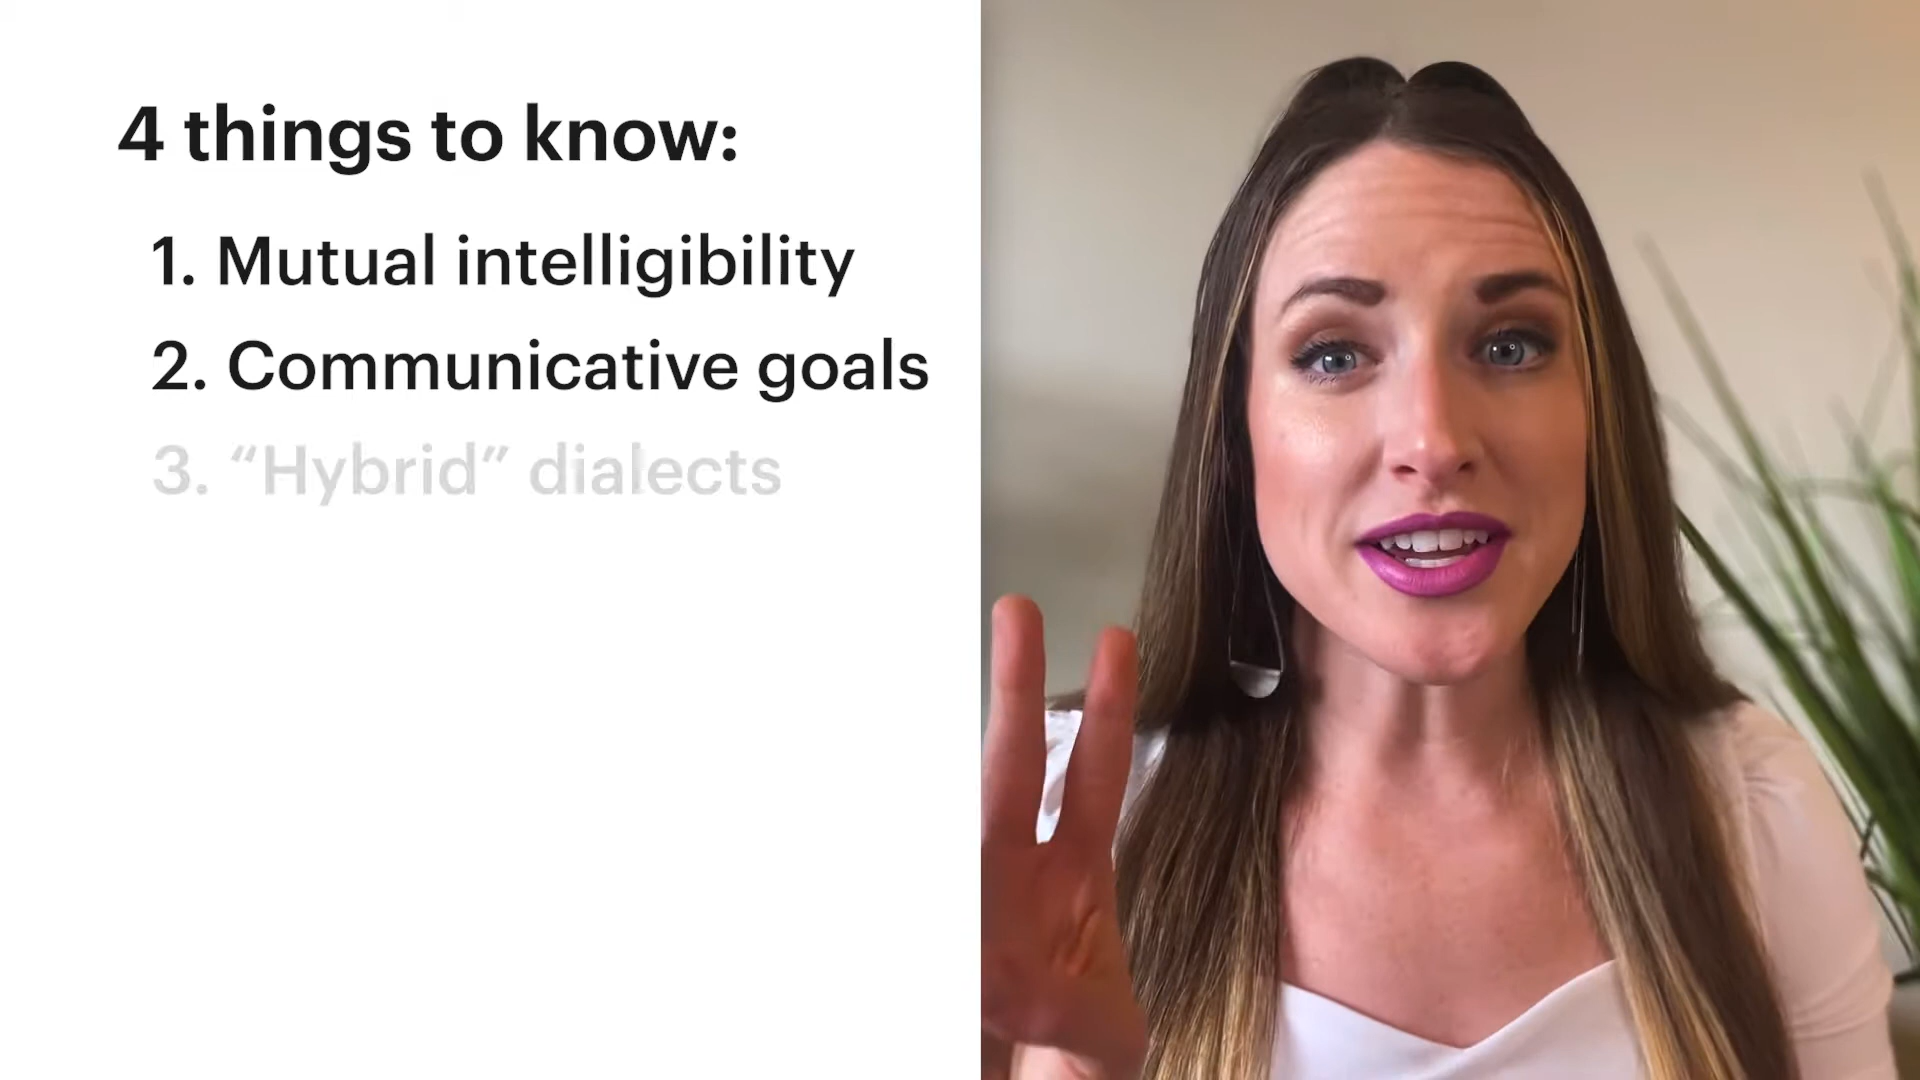 4 things to know:
1. Mutual intelligibility
2. Communicative goals
3. “Hybrid” dialects